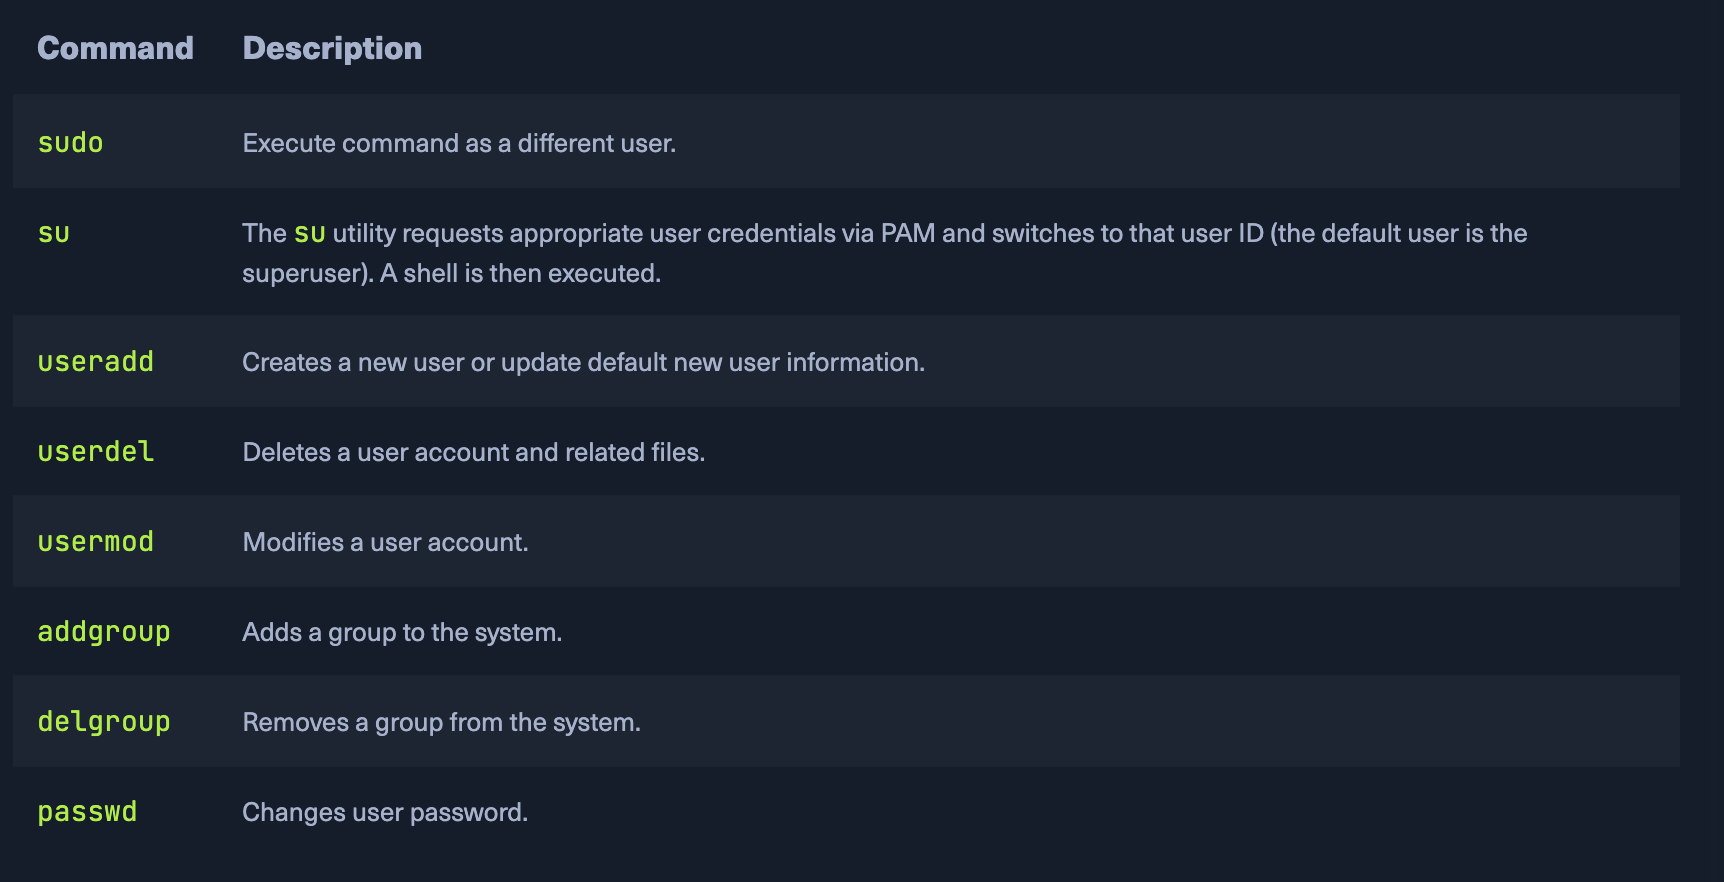 Command Description
sudo Execute command as a different user.
su The su utility requests appropriate user credentials via PAM and switches to that user ID (the default user is the
superuser). A shell is then executed.
useradd Creates a new user or update default new user information.
userdel Deletes a user account and related files.
usermod Modifies a user account.
addgroup Adds a group to the system.
delgroup Removes a group from the system.
passwd Changes user password.